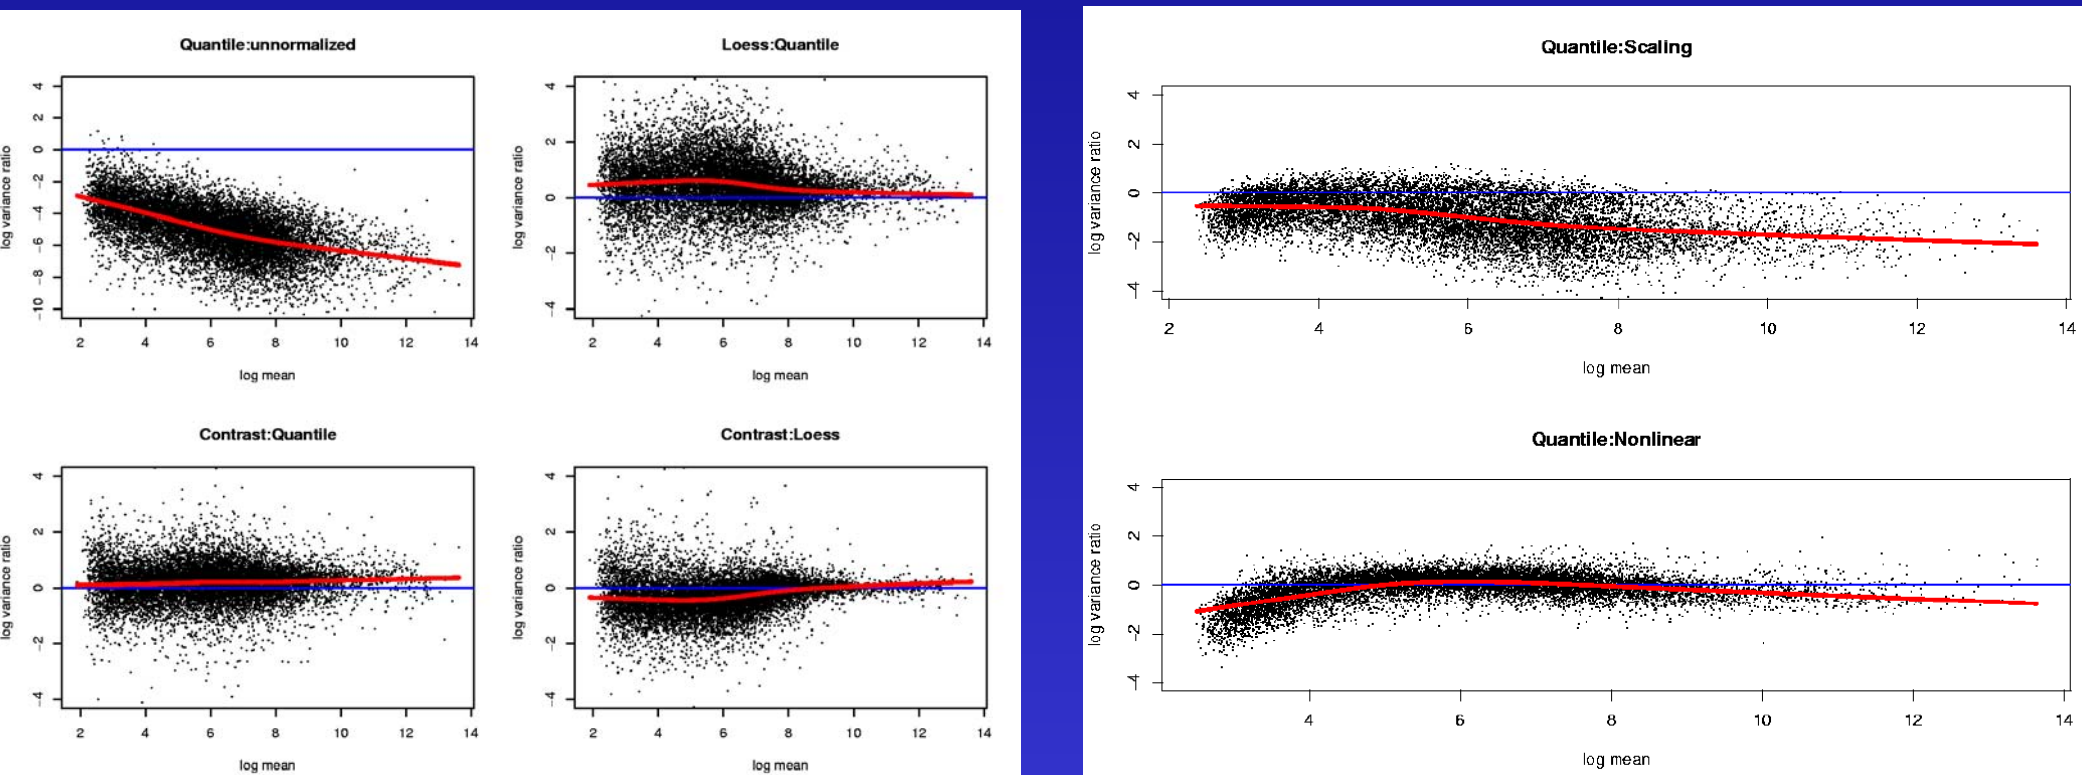 Quantile:unnormalized
4
2
0
-2
-4
-6
-8
-10
log variance ratio
2 4 6 8 10 12 14
log mean
Loess:Quantile
4
2
0
-2
-4
log variance ratio
2 4 6 8 10 12 14
log mean
Contrast:Quantile
4
2
0
-2
-4
log variance ratio
2 4 6 8 10 12 14
log mean
Contrast:Loess
4
2
0
-2
-4
log variance ratio
2 4 6 8 10 12 14
log mean
Quantile:Scaling
4
2
0
-2
-4
log variance ratio
2 4 6 8 10 12 14
log mean
Quantile:Nonlinear
4
2
0
-2
-4
log variance ratio
4 6 8 10 12 14
log mean